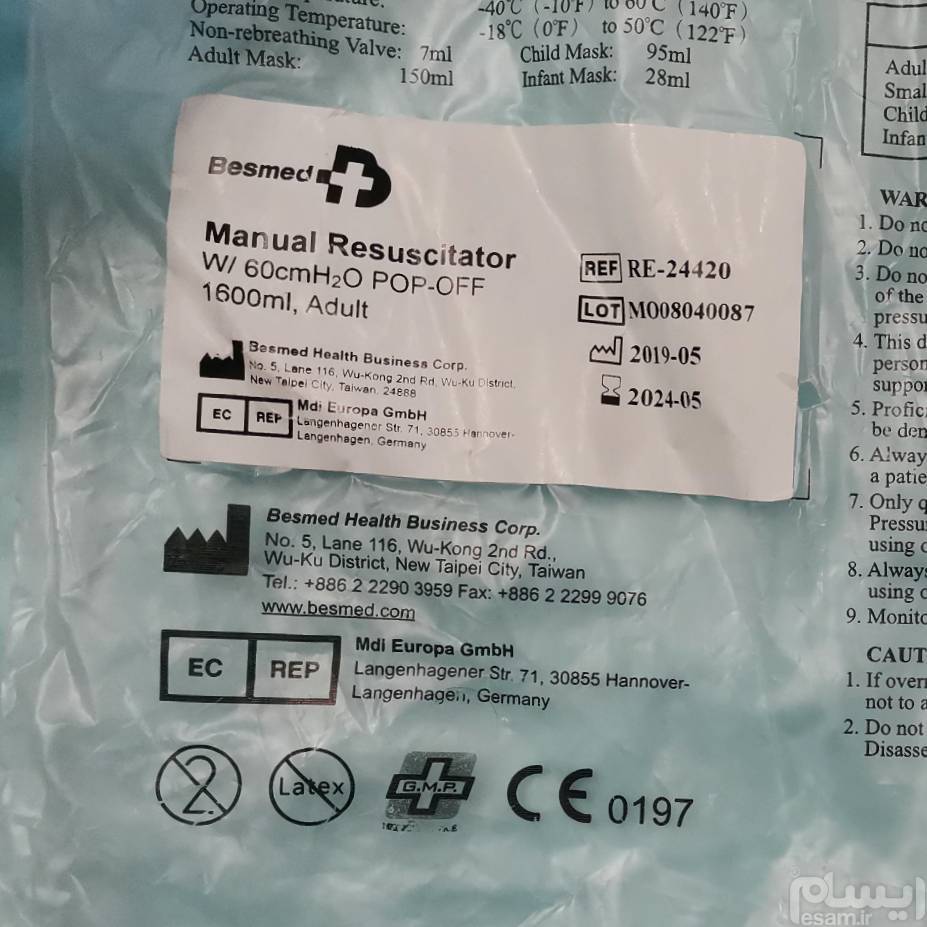 -40℃ (-10℉) to 60℃ (140℉)
Operating Temperature: -18℃ (0℉) to 50℃ (122℉)
Non-rebreathing Valve: 7ml Child Mask: 95ml
Adult Mask: 150ml Infant Mask: 28ml
Besmed
Manual Resuscitator
W/ 60cmH₂O POP-OFF
1600ml, Adult
REF RE-24420
LOT M008040087
2019-05
2024-05
Besmed Health Business Corp.
No. 5, Lane 116, Wu-Kong 2nd Rd, Wu-Ku District,
New Taipei City, Taiwan, 24888
EC REP
Mdi Europa GmbH
Langenhagener Str. 71, 30855 Hannover-
Langenhagen, Germany
Besmed Health Business Corp.
No. 5, Lane 116, Wu-Kong 2nd Rd.,
Wu-Ku District, New Taipei City, Taiwan
Tel.: +886 2 2290 3959 Fax: +886 2 2299 9076
www.besmed.com
EC REP
Mdi Europa GmbH
Langenhagener Str. 71, 30855 Hannover-
Langenhagen, Germany
2
Latex
G.M.P.
CE 0197
Adul
Smal
Child
Infan
WAR
1. Do no
2. Do no
3. Do no
of the
pressu
4. This d
person
suppo
5. Profic
be den
6. Alway
a patie
7. Only q
Pressu
using c
8. Always
using c
9. Monito
CAUT
1. If over
not to a
2. Do not
Disasse
ایسام
esam.ir